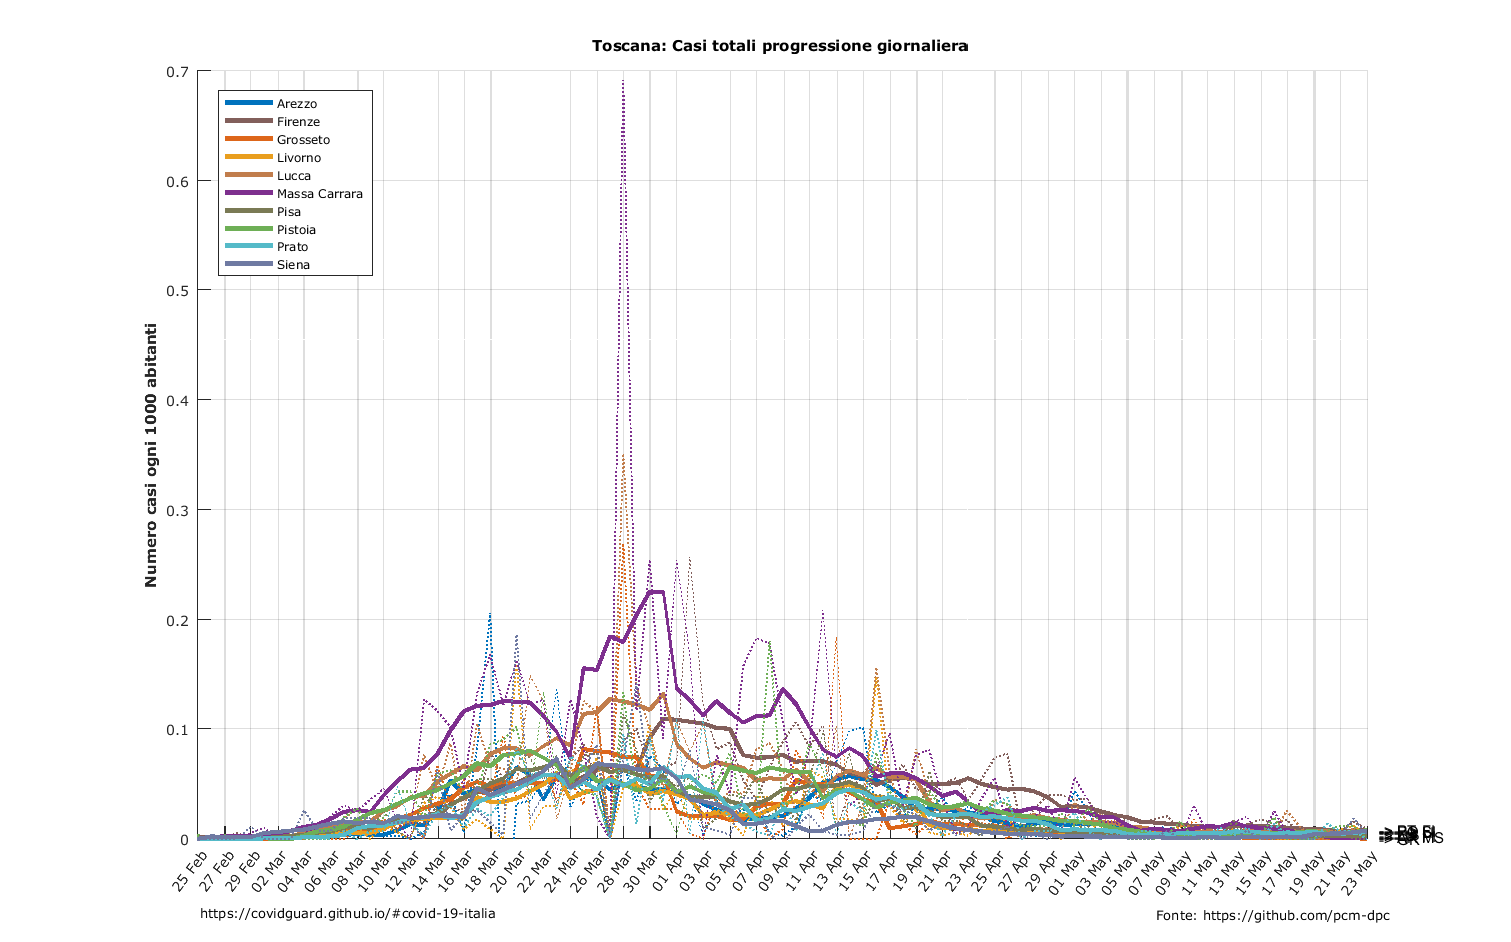 Toscana: Casi totali progressione giornaliera
Numero casi ogni 1000 abitanti
0.7
0.6
0.5
0.4
0.3
0.2
0.1
0
Arezzo
Firenze
Grosseto
Livorno
Lucca
Massa Carrara
Pisa
Pistoia
Prato
Siena
25 Feb
27 Feb
29 Feb
02 Mar
04 Mar
06 Mar
08 Mar
10 Mar
12 Mar
14 Mar
16 Mar
18 Mar
20 Mar
22 Mar
24 Mar
26 Mar
28 Mar
30 Mar
01 Apr
03 Apr
05 Apr
07 Apr
09 Apr
11 Apr
13 Apr
15 Apr
17 Apr
19 Apr
21 Apr
23 Apr
25 Apr
27 Apr
29 Apr
01 May
03 May
05 May
07 May
09 May
11 May
13 May
15 May
17 May
19 May
21 May
23 May
MS
https://covidguard.github.io/#covid-19-italia
Fonte: https://github.com/pcm-dpc